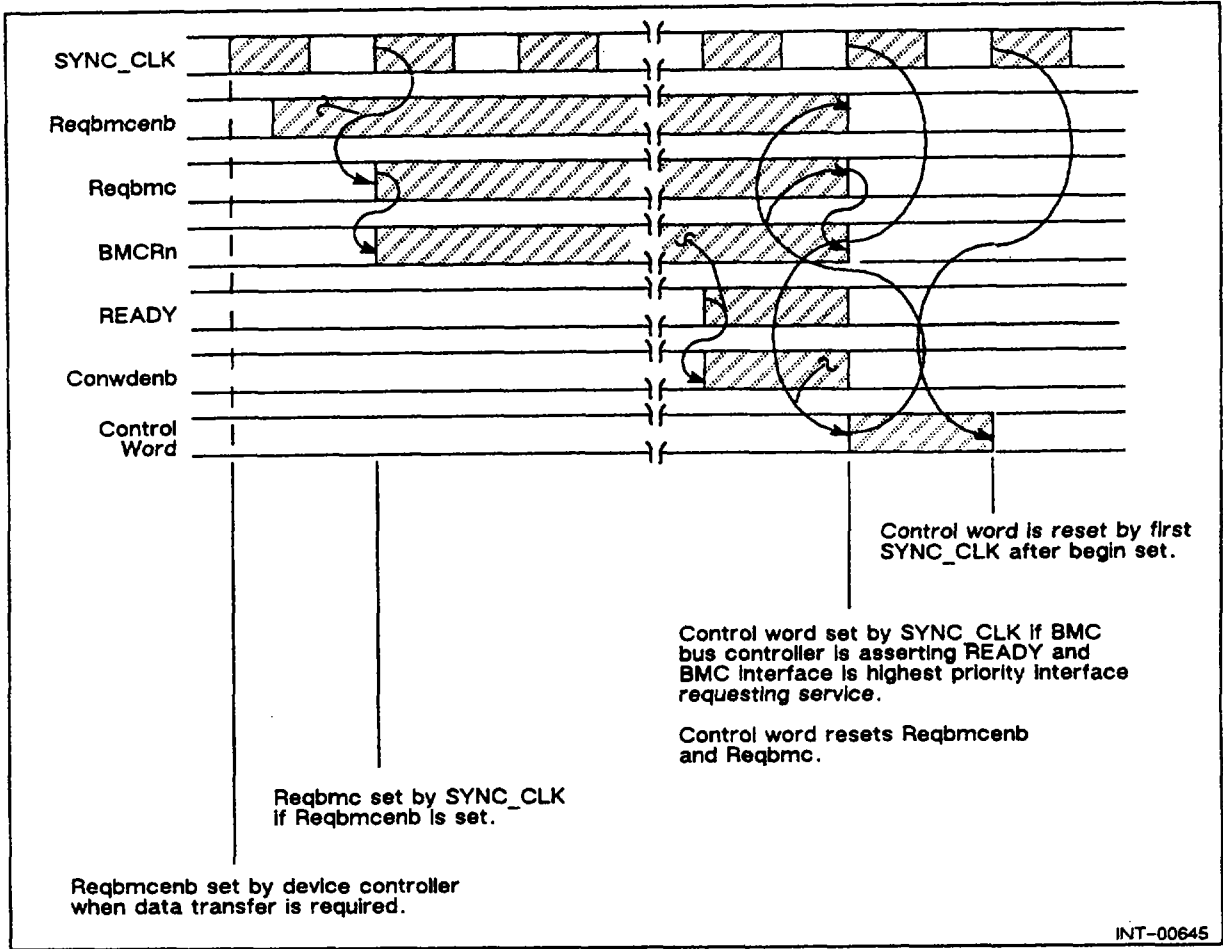 SYNC_CLK
Reqbmcenb
Reqbmc
BMCRn
READY
Conwdenb
Control
Word
Control word is reset by first
SYNC_CLK after begin set.
Control word set by SYNC_CLK if BMC
bus controller is asserting READY and
BMC interface is highest priority interface
requesting service.
Control word resets Reqbmcenb
and Reqbmc.
Reqbmc set by SYNC_CLK
if Reqbmcenb is set.
Reqbmcenb set by device controller
when data transfer is required.
INT-00645